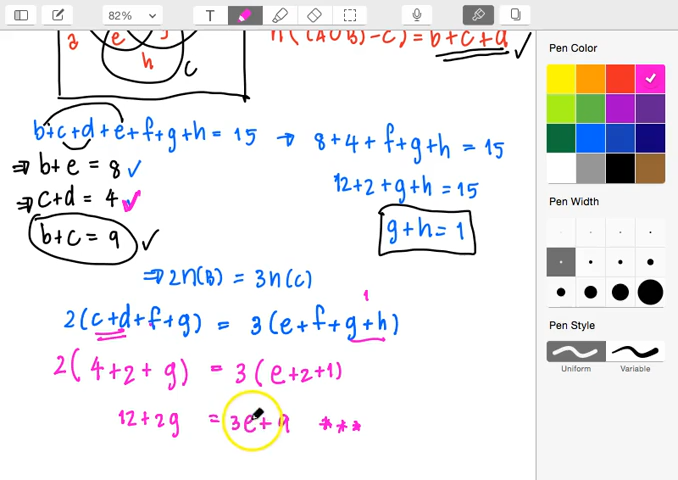 82%
T
Pen Color
Pen Width
Pen Style
Uniform
Variable
a e h c
n((A∪B)-C) = b+c+d ✓
b+c+d+e+f+g+h = 15 → 8+4+f+g+h = 15
⇒ b+e = 8 ✓
12+2+g+h = 15
⇒ c+d = 4 ✓
g+h = 1
b+c = 9 ✓
⇒ 2n(B) = 3n(C)
1
2(c+d+f+g) = 3(e+f+g+h)
2(4+2+g) = 3(e+2+1)
12+2g = 3e+9 ***